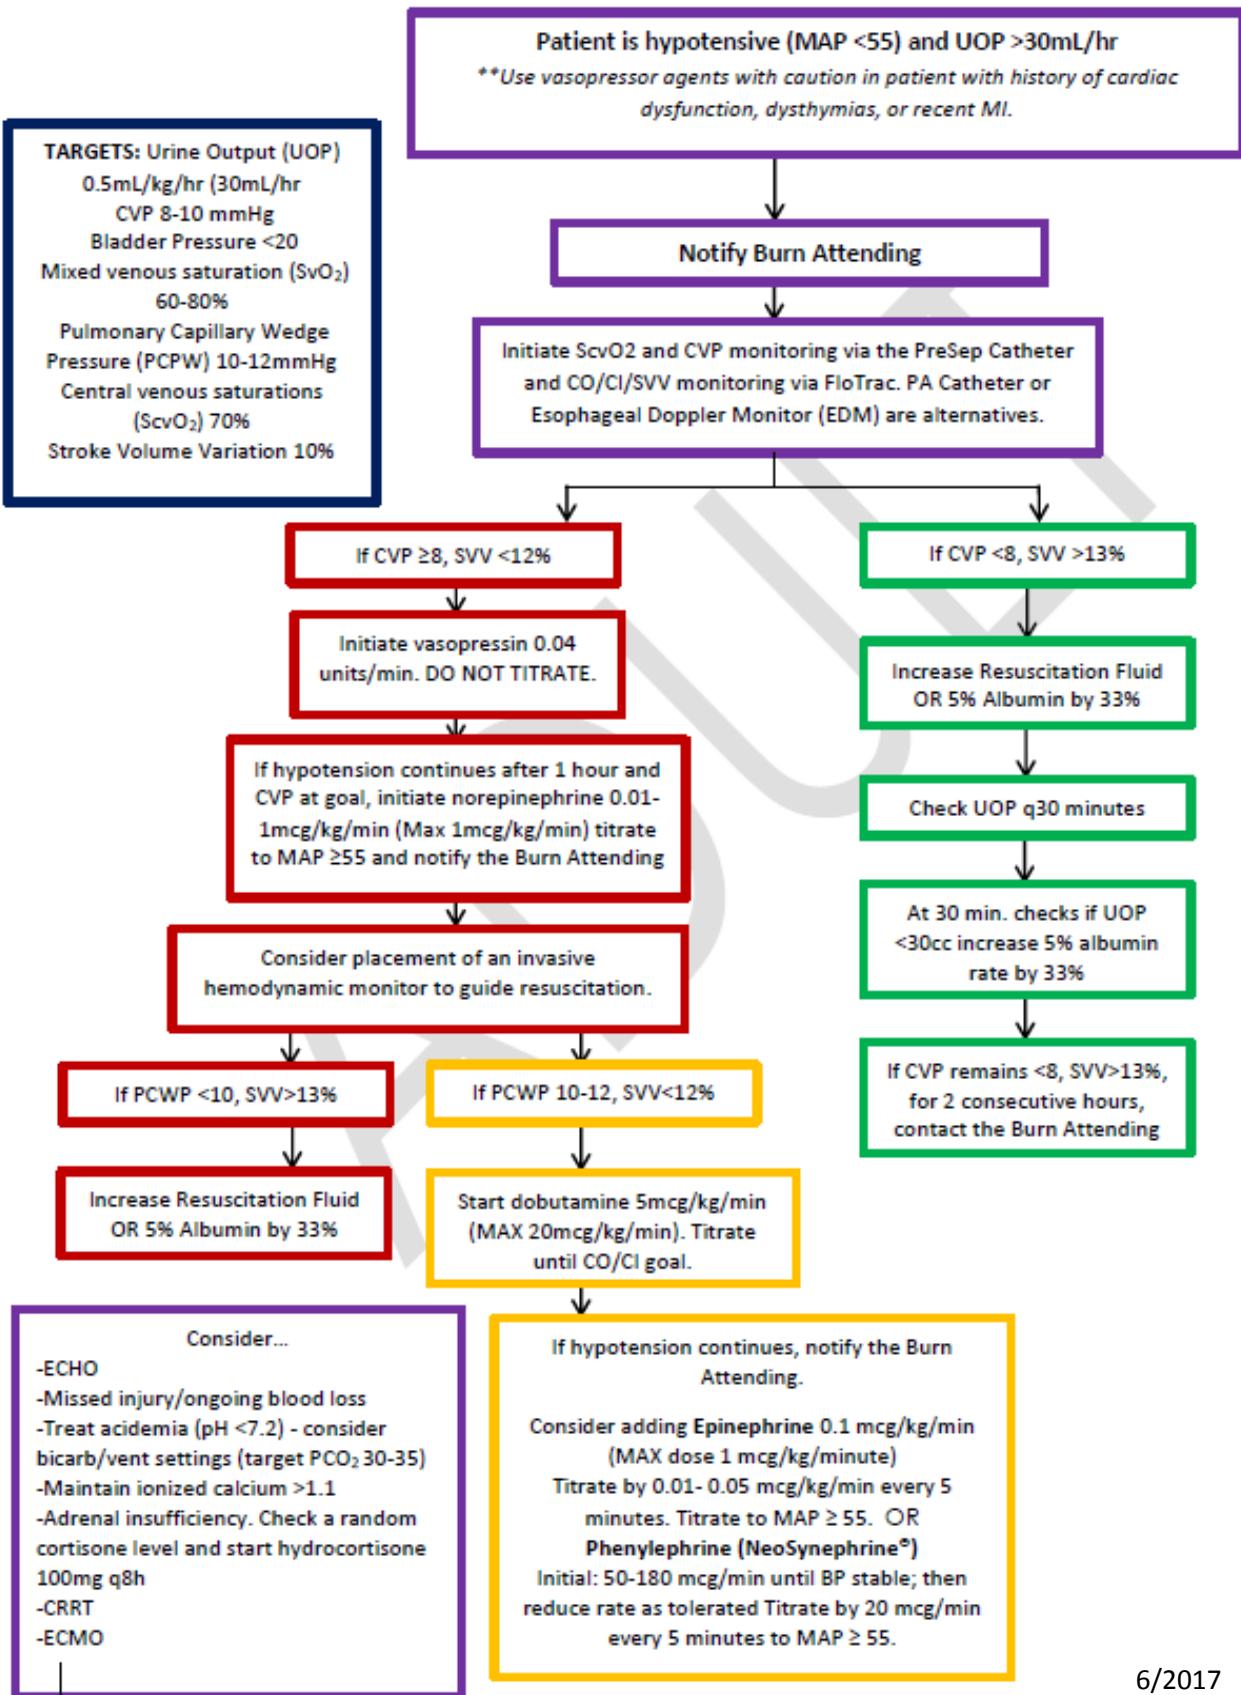 Patient is hypotensive (MAP <55) and UOP >30mL/hr
**Use vasopressor agents with caution in patient with history of cardiac
dysfunction, dysthymias, or recent MI.
TARGETS: Urine Output (UOP)
0.5mL/kg/hr (30mL/hr
CVP 8-10 mmHg
Bladder Pressure <20
Mixed venous saturation (SvO₂)
60-80%
Pulmonary Capillary Wedge
Pressure (PCPW) 10-12mmHg
Central venous saturations
(ScvO₂) 70%
Stroke Volume Variation 10%
Notify Burn Attending
Initiate ScvO2 and CVP monitoring via the PreSep Catheter
and CO/CI/SVV monitoring via FloTrac. PA Catheter or
Esophageal Doppler Monitor (EDM) are alternatives.
If CVP ≥8, SVV <12%
Initiate vasopressin 0.04
units/min. DO NOT TITRATE.
If hypotension continues after 1 hour and
CVP at goal, initiate norepinephrine 0.01-
1mcg/kg/min (Max 1mcg/kg/min) titrate
to MAP ≥55 and notify the Burn Attending
Consider placement of an invasive
hemodynamic monitor to guide resuscitation.
If PCWP <10, SVV>13%
Increase Resuscitation Fluid
OR 5% Albumin by 33%
If PCWP 10-12, SVV<12%
Start dobutamine 5mcg/kg/min
(MAX 20mcg/kg/min). Titrate
until CO/CI goal.
If hypotension continues, notify the Burn
Attending.
Consider adding Epinephrine 0.1 mcg/kg/min
(MAX dose 1 mcg/kg/minute)
Titrate by 0.01- 0.05 mcg/kg/min every 5
minutes. Titrate to MAP ≥ 55. OR
Phenylephrine (NeoSynephrine®)
Initial: 50-180 mcg/min until BP stable; then
reduce rate as tolerated Titrate by 20 mcg/min
every 5 minutes to MAP ≥ 55.
If CVP <8, SVV >13%
Increase Resuscitation Fluid
OR 5% Albumin by 33%
Check UOP q30 minutes
At 30 min. checks if UOP
<30cc increase 5% albumin
rate by 33%
If CVP remains <8, SVV>13%,
for 2 consecutive hours,
contact the Burn Attending
Consider...
-ECHO
-Missed injury/ongoing blood loss
-Treat acidemia (pH <7.2) - consider
bicarb/vent settings (target PCO₂ 30-35)
-Maintain ionized calcium >1.1
-Adrenal insufficiency. Check a random
cortisone level and start hydrocortisone
100mg q8h
-CRRT
-ECMO
ADULT
6/2017